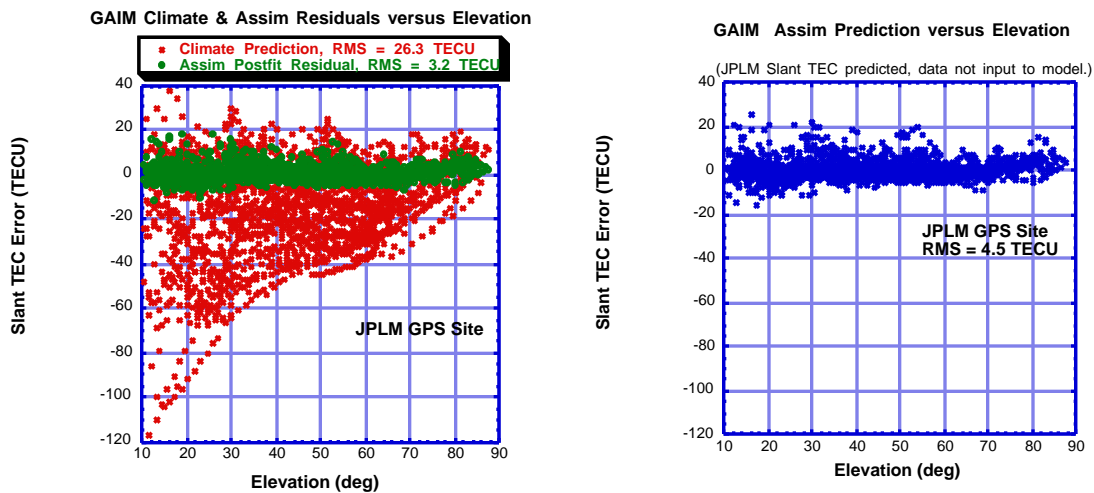 GAIM Climate & Assim Residuals versus Elevation
Climate Prediction, RMS = 26.3 TECU
Assim Postfit Residual, RMS = 3.2 TECU
40
20
0
-20
-40
-60
-80
-100
-120
Slant TEC Error (TECU)
JPLM GPS Site
10 20 30 40 50 60 70 80 90
Elevation (deg)
GAIM Assim Prediction versus Elevation
(JPLM Slant TEC predicted, data not input to model.)
40
20
0
-20
-40
-60
-80
-100
-120
Slant TEC Error (TECU)
JPLM GPS Site
RMS = 4.5 TECU
10 20 30 40 50 60 70 80 90
Elevation (deg)